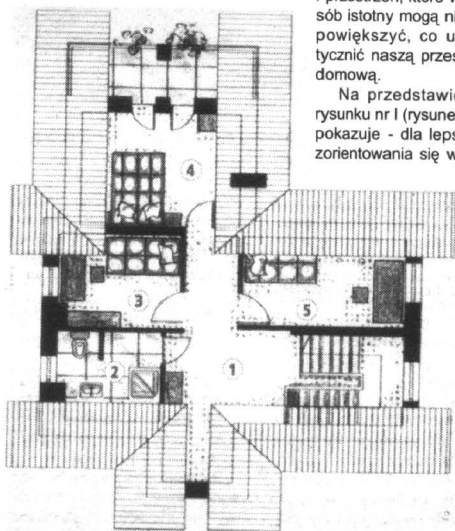 sób istotny mogą ni
powiększyć, co u
tycznić naszą przes
domową.
Na przedstawie
rysunku nr I (rysune
pokazuje - dla leps
zorientowania się w
4
3
5
2
1